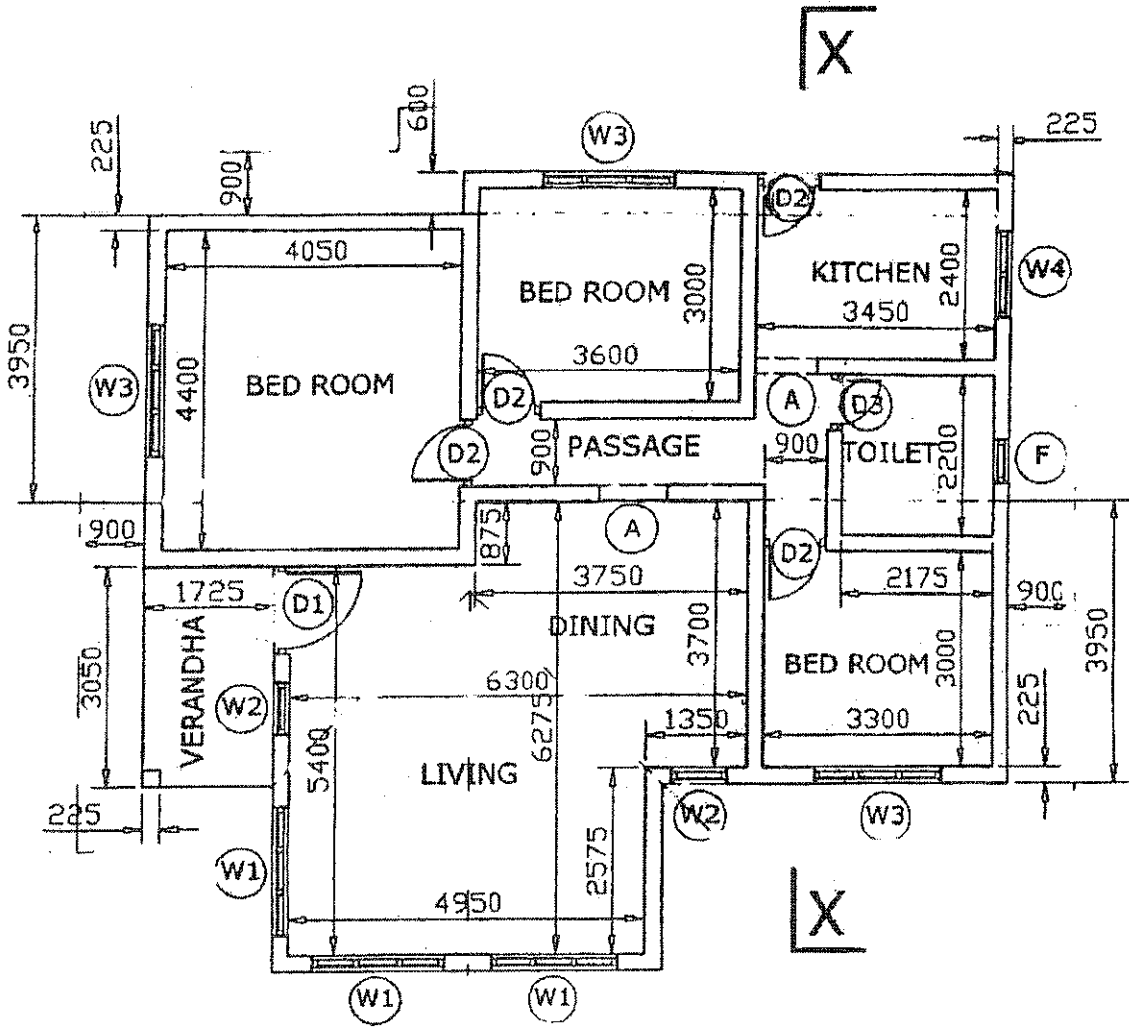 X
600
W3
225
225
900
D2
4050
KITCHEN
2400
W4
BED ROOM
3000
3450
3950
4400
W3
BED ROOM
3600
D2
A
D3
D2
900
PASSAGE
900
TOILET
2200
F
900
875
A
D2
1725
D1
3750
2175
900
3950
VERANDHA
3050
DINING
3700
BED ROOM
3000
6300
W2
1350
3300
225
5400
6275
LIVING
225
W2
W3
W1
2575
4950
X
W1
W1